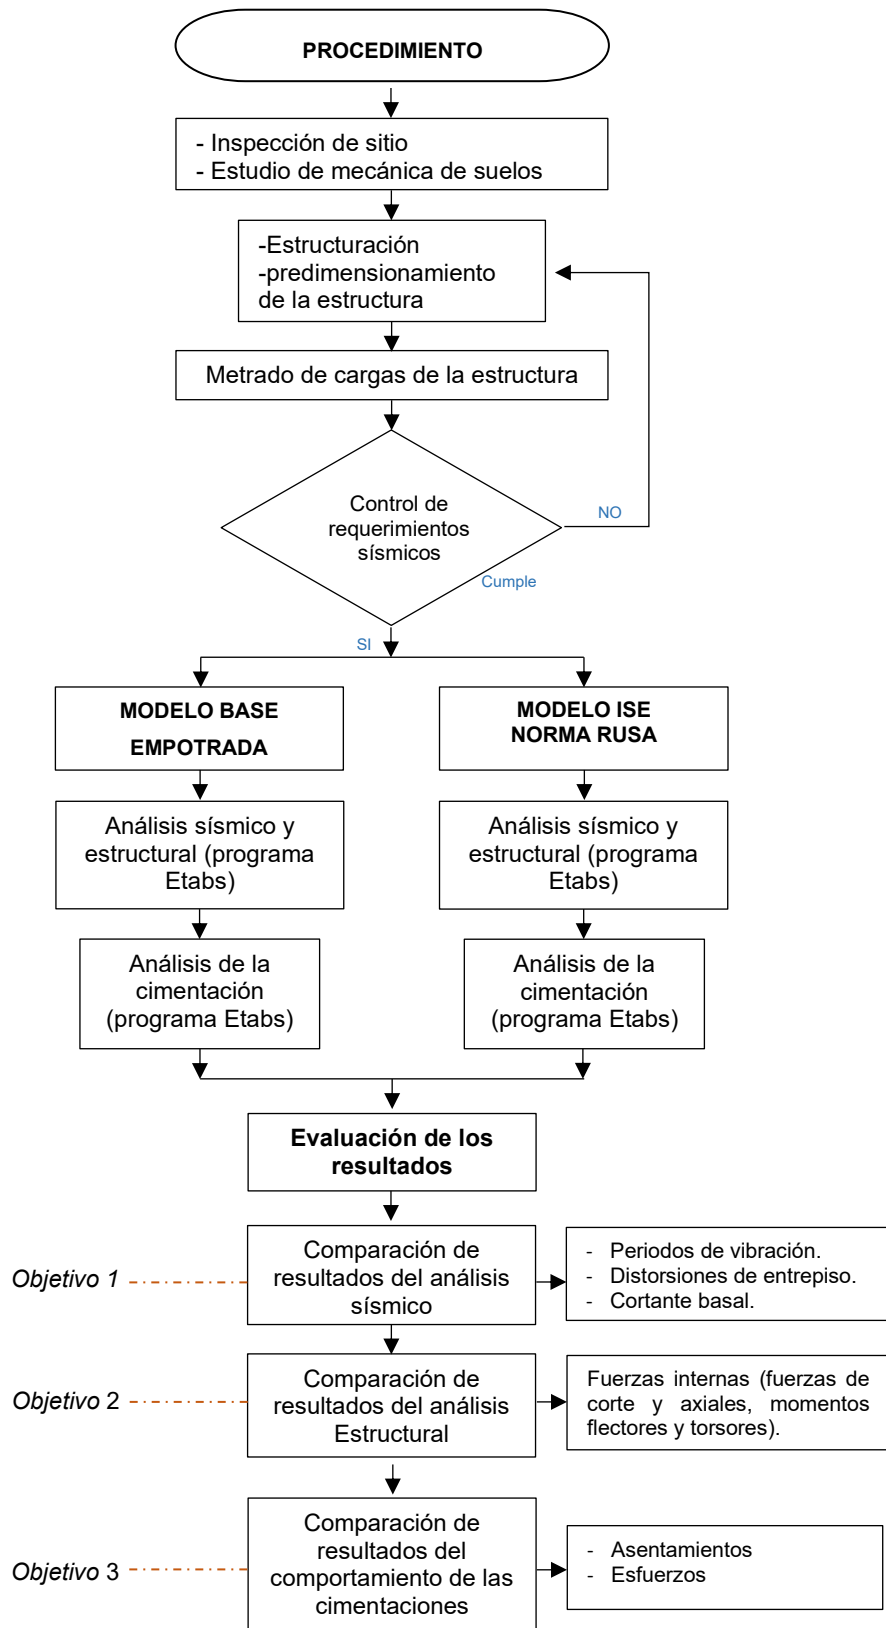 PROCEDIMIENTO
- Inspección de sitio
- Estudio de mecánica de suelos
-Estructuración
-predimensionamiento
de la estructura
Metrado de cargas de la estructura
Control de
requerimientos
sísmicos
NO
Cumple
SI
MODELO BASE
EMPOTRADA
MODELO ISE
NORMA RUSA
Análisis sísmico y
estructural (programa
Etabs)
Análisis sísmico y
estructural (programa
Etabs)
Análisis de la
cimentación
(programa Etabs)
Análisis de la
cimentación
(programa Etabs)
Evaluación de los
resultados
Objetivo 1
Comparación de
resultados del análisis
sísmico
- Periodos de vibración.
- Distorsiones de entrepiso.
- Cortante basal.
Objetivo 2
Comparación de
resultados del análisis
Estructural
Fuerzas internas (fuerzas de
corte y axiales, momentos
flectores y torsores).
Objetivo 3
Comparación de
resultados del
comportamiento de las
cimentaciones
- Asentamientos
- Esfuerzos